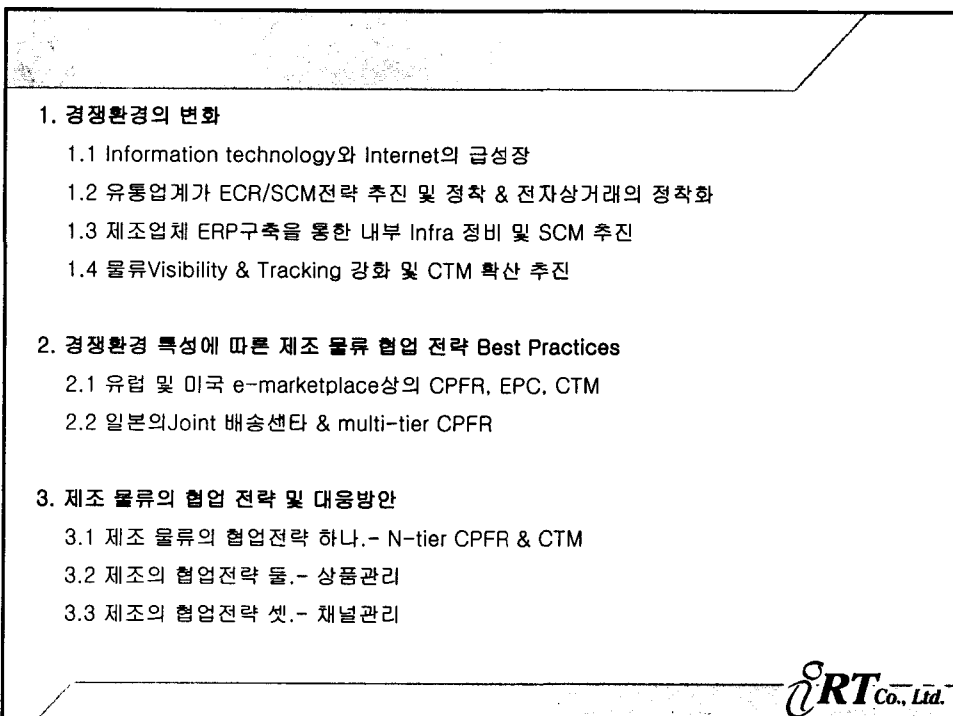 1. 경쟁환경의 변화
1.1 Information technology와 Internet의 급성장
1.2 유통업계가 ECR/SCM전략 추진 및 정착 & 전자상거래의 정착화
1.3 제조업체 ERP구축을 통한 내부 Infra 정비 및 SCM 추진
1.4 물류Visibility & Tracking 강화 및 CTM 확산 추진
2. 경쟁환경 특성에 따른 제조 물류 협업 전략 Best Practices
2.1 유럽 및 미국 e-marketplace상의 CPFR, EPC, CTM
2.2 일본의Joint 배송센타 & multi-tier CPFR
3. 제조 물류의 협업 전략 및 대응방안
3.1 제조 물류의 협업전략 하나.- N-tier CPFR & CTM
3.2 제조의 협업전략 둘.- 상품관리
3.3 제조의 협업전략 셋.- 채널관리
iRT Co., Ltd.